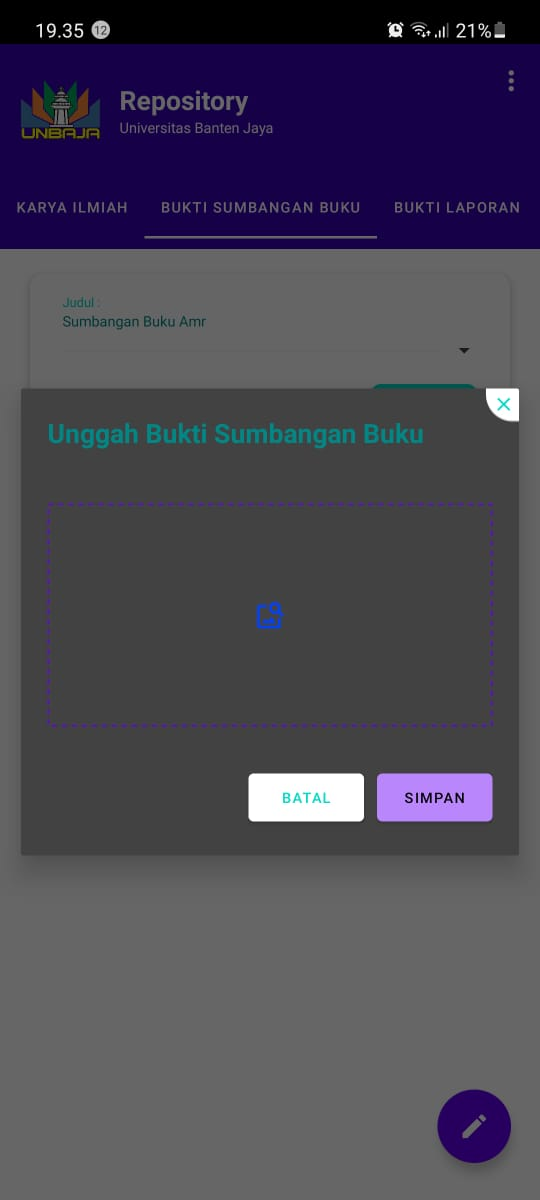 19.35 12 21%
UNBAJA
Repository
Universitas Banten Jaya
KARYA ILMIAH
BUKTI SUMBANGAN BUKU
BUKTI LAPORAN
Judul :
Sumbangan Buku Amr
Unggah Bukti Sumbangan Buku
BATAL
SIMPAN